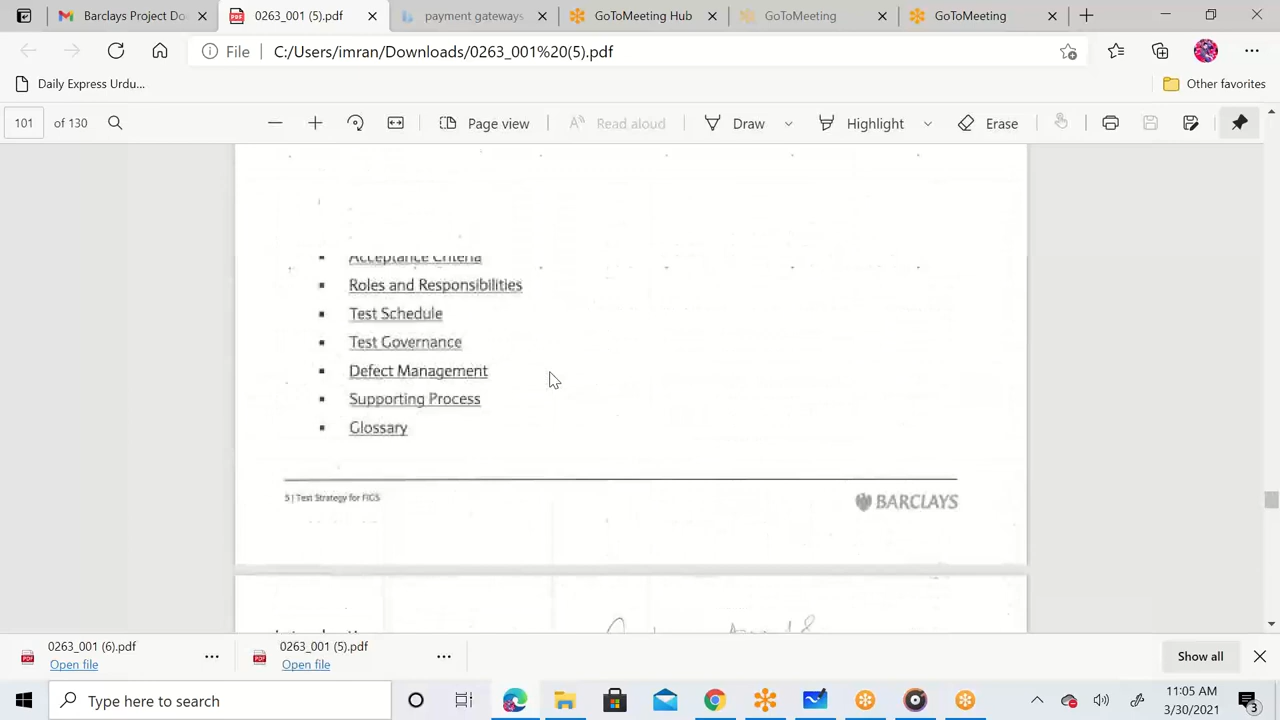 Barclays Project Do
0263_001 (5).pdf
payment gateways
GoToMeeting Hub
GoToMeeting
GoToMeeting
File
C:/Users/imran/Downloads/0263_001%20(5).pdf
Daily Express Urdu...
Other favorites
101 of 130
Page view
Read aloud
Draw
Highlight
Erase
Acceptance Criteria
Roles and Responsibilities
Test Schedule
Test Governance
Defect Management
Supporting Process
Glossary
5 | Test Strategy for FICS
BARCLAYS
0263_001 (6).pdf
Open file
0263_001 (5).pdf
Open file
Show all
Type here to search
11:05 AM
3/30/2021
3